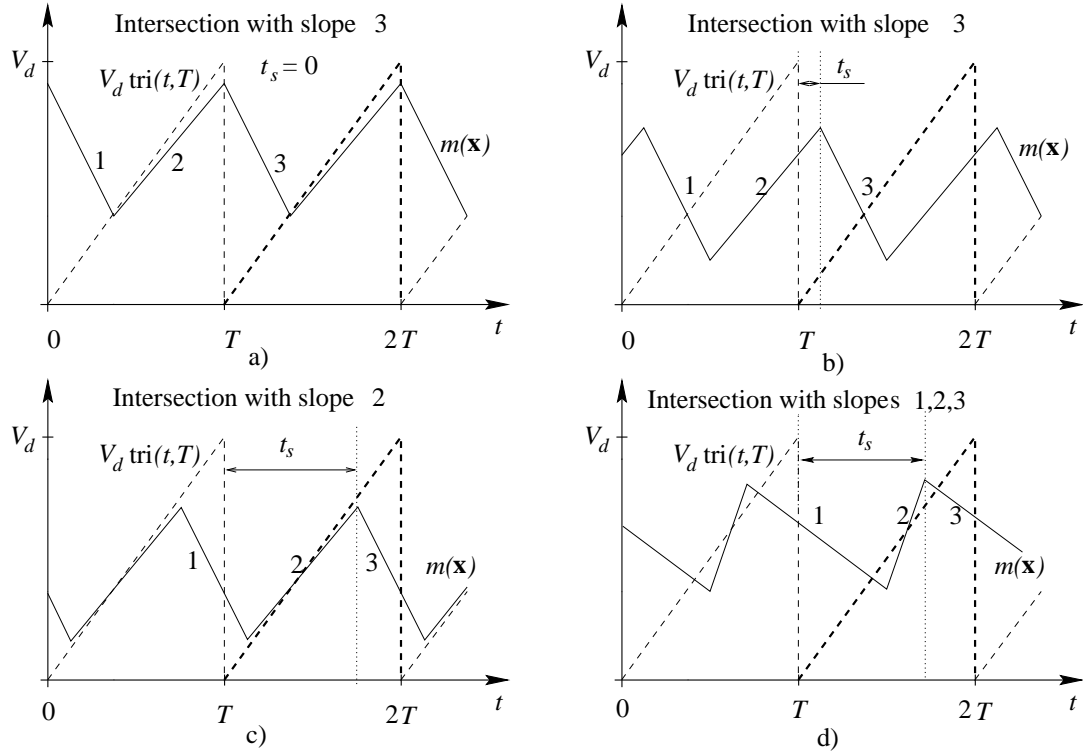 Intersection with slope 3
V_d
V_d tri(t,T)
t_s = 0
1
2
3
m(x)
0
T
2T
t
a)
Intersection with slope 3
V_d tri(t,T)
t_s
1
2
3
m(x)
0
T
2T
t
b)
Intersection with slope 2
V_d
V_d tri(t,T)
t_s
1
2
3
m(x)
0
T
2T
t
c)
Intersection with slopes 1,2,3
V_d tri(t,T)
t_s
1
2
3
m(x)
0
T
2T
t
d)